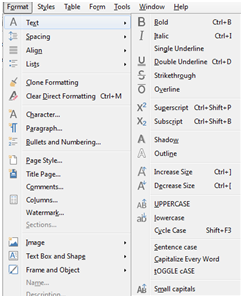 Format Styles Table Form Tools Window Help
Text
Spacing
Align
Lists
Clone Formatting
Clear Direct Formatting Ctrl+M
Character...
Paragraph...
Bullets and Numbering...
Page Style...
Title Page...
Comments...
Columns...
Watermark...
Sections...
Image
Text Box and Shape
Frame and Object
Name...
Description...
Bold Ctrl+B
Italic Ctrl+I
Single Underline
Double Underline Ctrl+D
Strikethrough
Overline
Superscript Ctrl+Shift+P
Subscript Ctrl+Shift+B
Shadow
Outline
Increase Size Ctrl+]
Decrease Size Ctrl+[
UPPERCASE
lowercase
Cycle Case Shift+F3
Sentence case
Capitalize Every Word
tOGGLE cASE
Small capitals